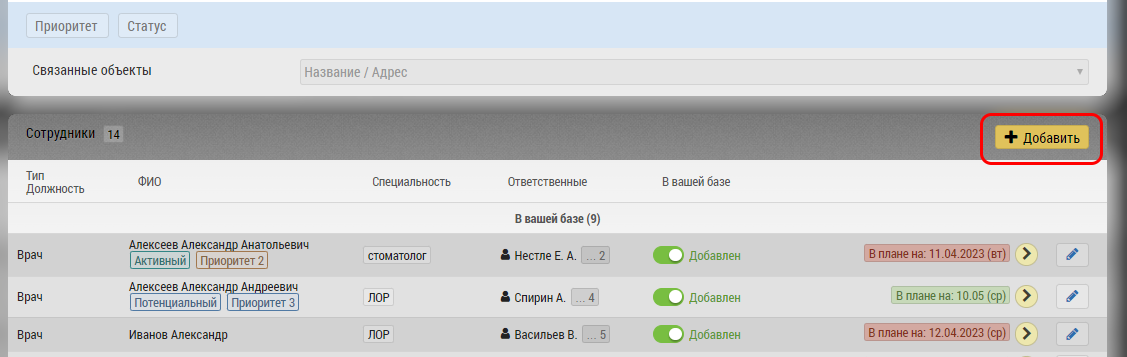 Приоритет Статус
Связанные объекты Название / Адрес
Сотрудники 14 Добавить
Тип
Должность ФИО Специальность Ответственные В вашей базе
В вашей базе (9)
Алексеев Александр Анатольевич
Врач Активный Приоритет 2 стоматолог Нестле Е. А. ... 2 Добавлен В плане на: 11.04.2023 (вт)
Алексеев Александр Андреевич
Врач Потенциальный Приоритет 3 ЛОР Спирин А. ... 4 Добавлен В плане на: 10.05 (ср)
Врач Иванов Александр ЛОР Васильев В. ... 5 Добавлен В плане на: 12.04.2023 (ср)